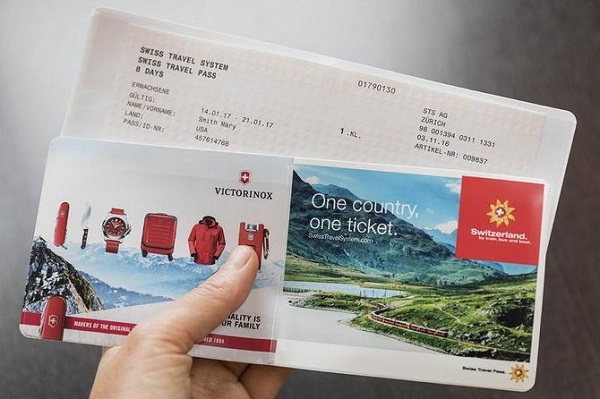 SWISS TRAVEL SYSTEM
SWISS TRAVEL PASS
8 DAYS
01790130
ERWACHSENE
GÜLTIG:
NAME/VORNAME:
LAND:
PASS/ID-NR:
14.01.17 - 21.01.17
Smith Mary
USA
457614768
1.KL.
STS AG
ZÜRICH
98 001394 0311 1331
03.11.16
ARTIKEL-NR: 009837
VICTORINOX
MAKERS OF THE ORIGINAL
IS
YOUR FAMILY
1884
One country,
one ticket.
SwissTravelSystem.com
Switzerland.
by train, bus and boat.
Swiss Travel Pass.